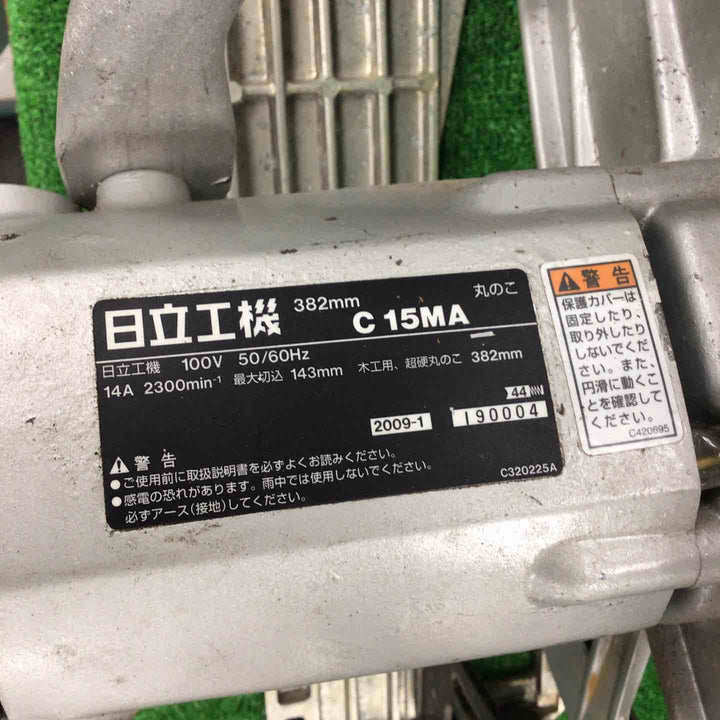 日立工機 382mm 丸のこ
C 15MA
日立工機 100V 50/60Hz
14A 2300min⁻¹ 最大切込 143mm 木工用、超硬丸のこ 382mm
44
2009-1 190004
警告
●ご使用前に取扱説明書を必ずよくお読みください。
●感電の恐れがあります。雨中では使用しないでください。
必ずアース(接地)してください。
C320225A
警告
保護カバーは
固定したり、
取り外したり
しないでくだ
さい。また、
円滑に動くこ
とを確認して
ください。
C420695